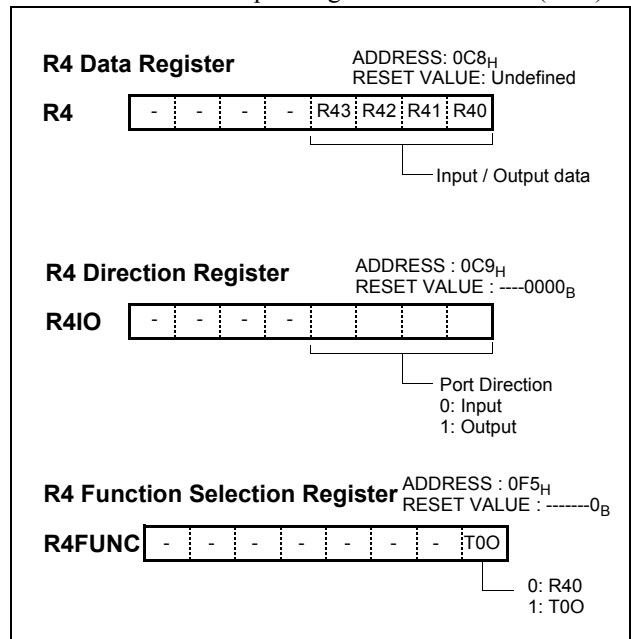 R4 Data Register
ADDRESS: 0C8H
RESET VALUE: Undefined
R4
- - - - R43 R42 R41 R40
Input / Output data
R4 Direction Register
ADDRESS : 0C9H
RESET VALUE : ----0000B
R4IO
- - - -
Port Direction
0: Input
1: Output
R4 Function Selection Register
ADDRESS : 0F5H
RESET VALUE : -------0B
R4FUNC
- - - - - - - T0O
0: R40
1: T0O